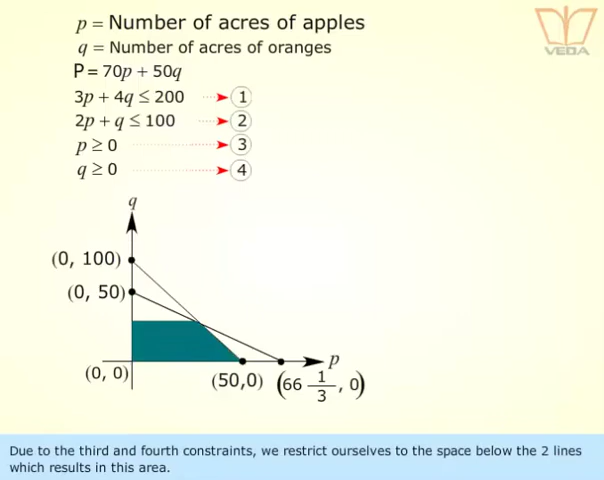 p = Number of acres of apples
VEDA
q = Number of acres of oranges
P = 70p + 50q
3p + 4q ≤ 200 ①
2p + q ≤ 100 ②
p ≥ 0 ③
q ≥ 0 ④
q
(0, 100)
(0, 50)
p
(0, 0)
(50,0)
(66 1/3, 0)
Due to the third and fourth constraints, we restrict ourselves to the space below the 2 lines
which results in this area.